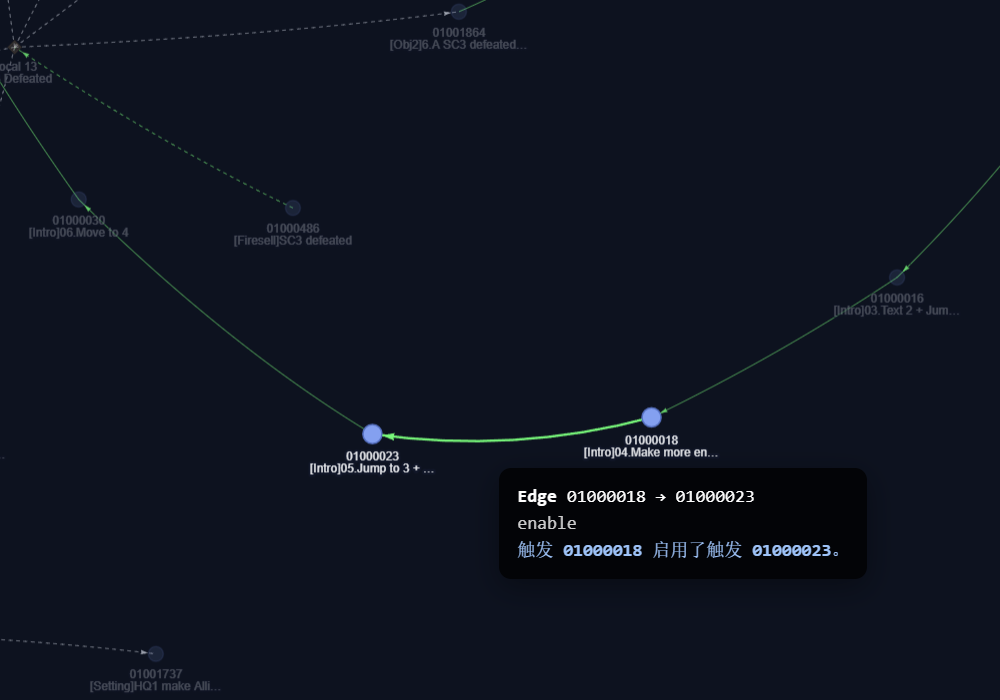 01001864
[Obj2]6.A SC3 defeated...
ocal 13
Defeated
01000030
[Intro]06.Move to 4
01000486
[Firesell]SC3 defeated
01000016
[Intro]03.Text 2 + Jum...
01000018
[Intro]04.Make more en...
01000023
[Intro]05.Jump to 3 + ...
Edge 01000018 → 01000023
enable
触发 01000018 启用了触发 01000023。
01001737
[Setting]HQ1 make Alli...